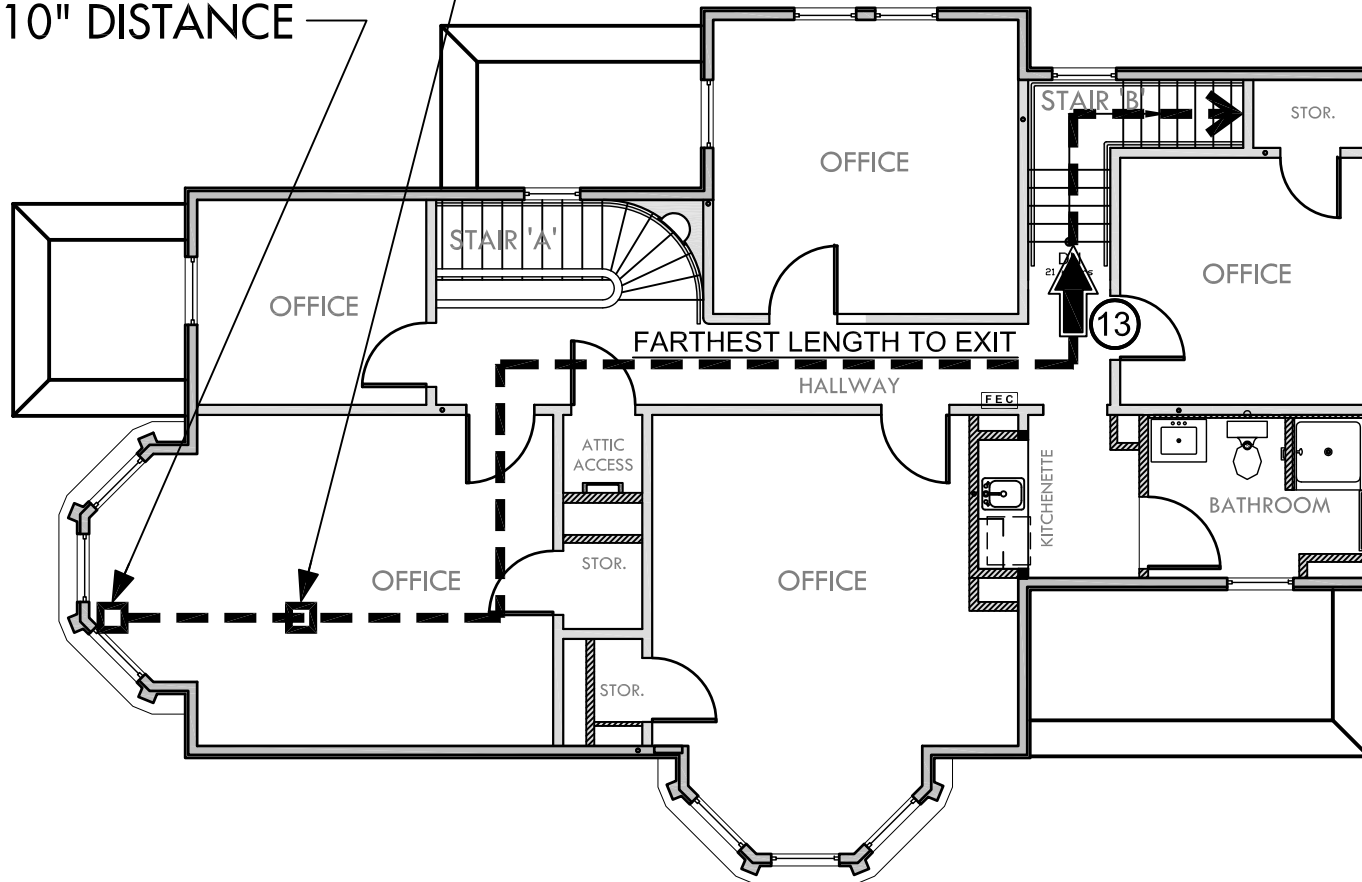 10" DISTANCE
STAIR 'B'
STOR.
OFFICE
STAIR 'A'
OFFICE
OFFICE
21
13
FARTHEST LENGTH TO EXIT
HALLWAY
FEC
ATTIC
ACCESS
KITCHENETTE
BATHROOM
STOR.
OFFICE
OFFICE
STOR.